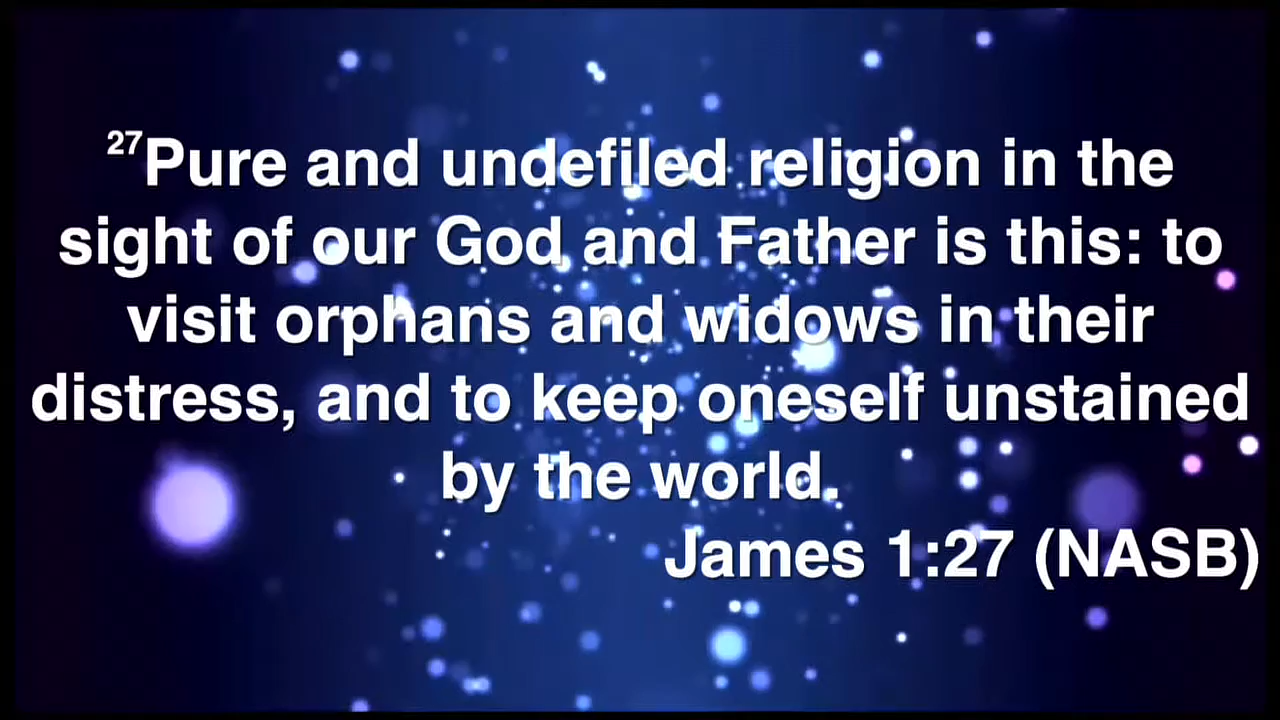 27Pure and undefiled religion in the
sight of our God and Father is this: to
visit orphans and widows in their
distress, and to keep oneself unstained
by the world.
James 1:27 (NASB)